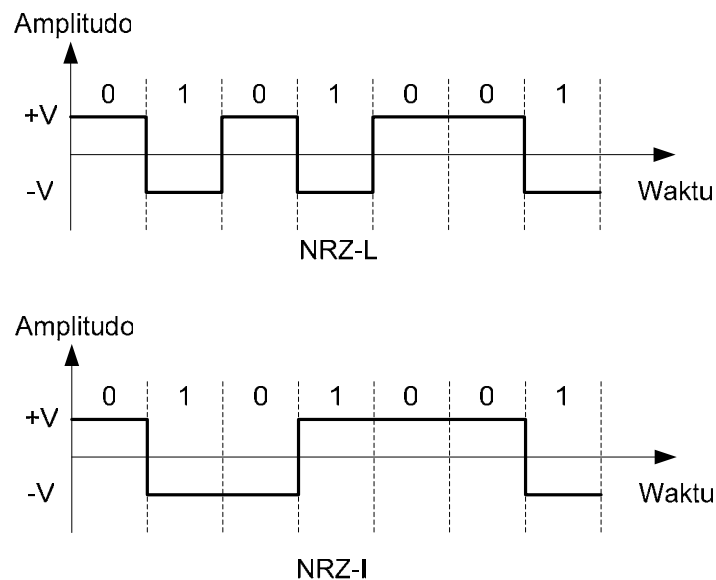 Amplitudo
0 1 0 1 0 0 1
+V
-V
Waktu
NRZ-L
Amplitudo
0 1 0 1 0 0 1
+V
-V
Waktu
NRZ-I